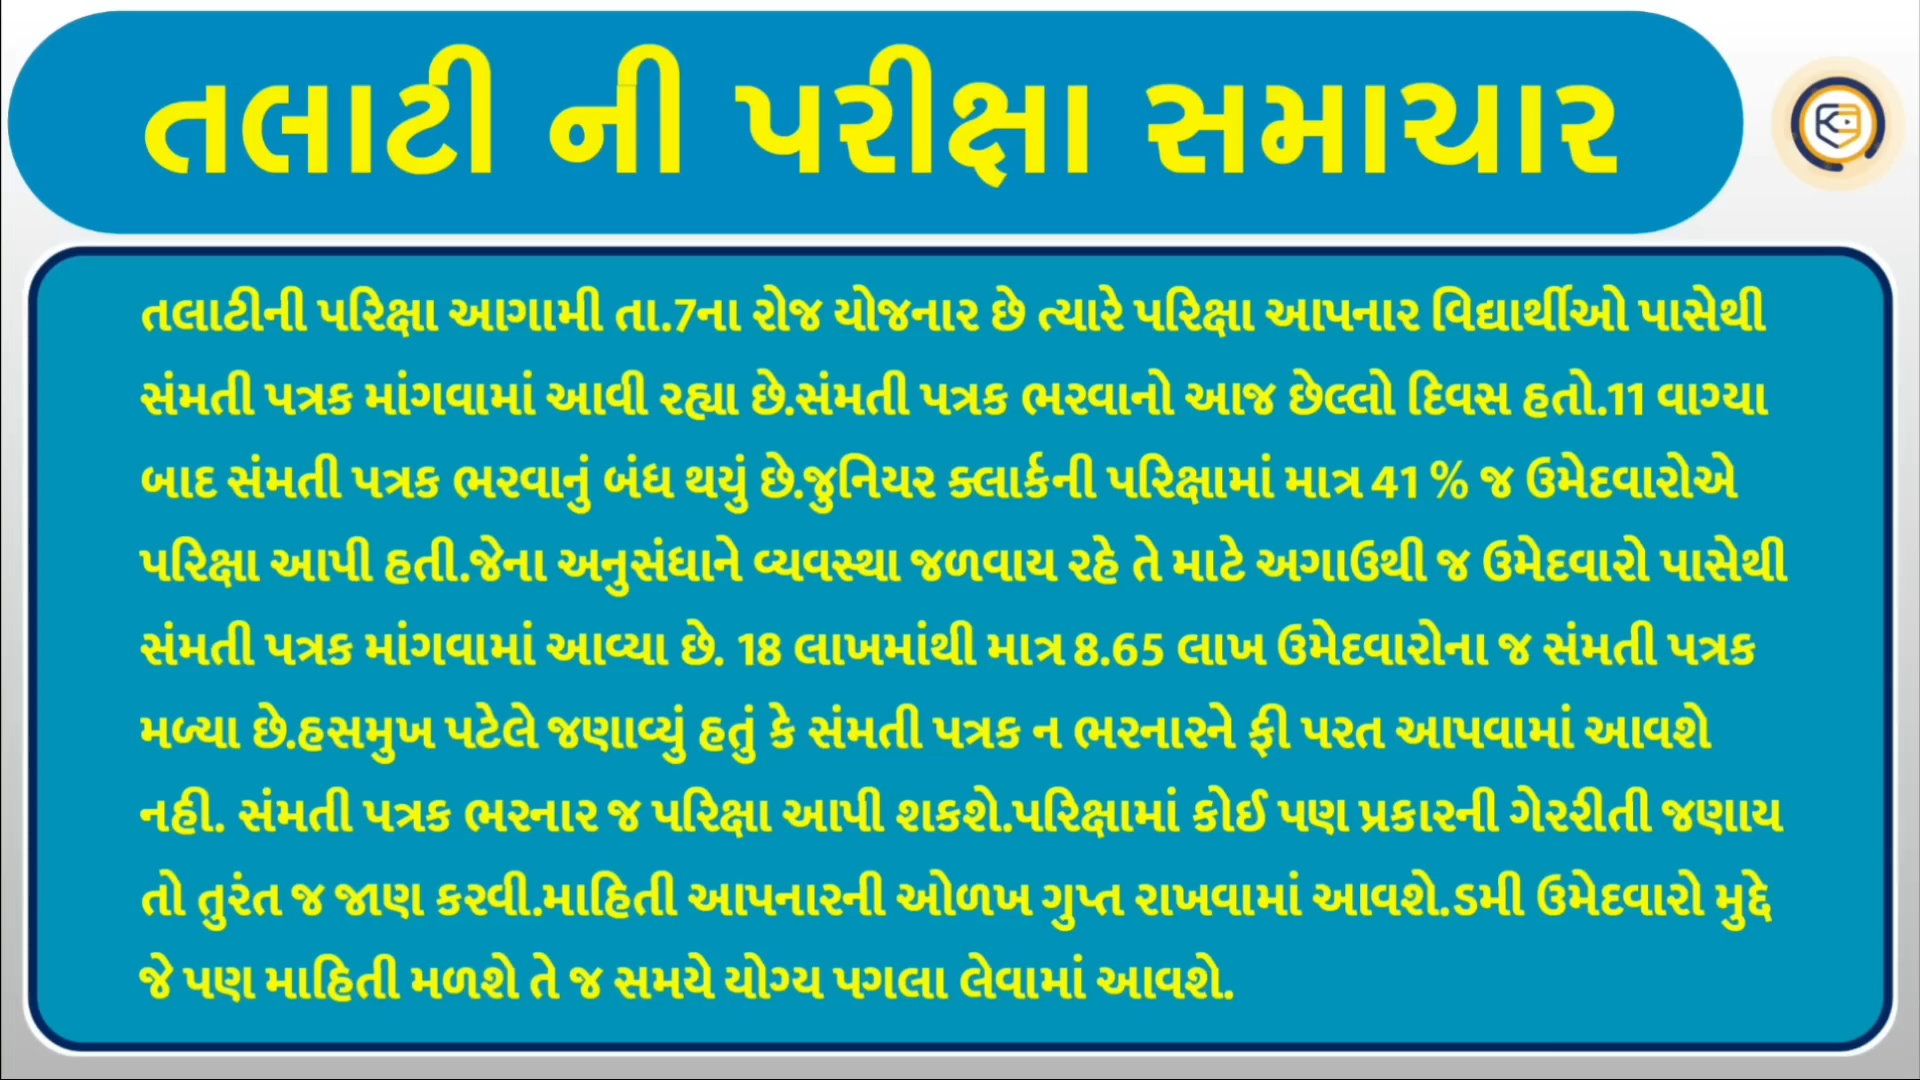 તલાટી ની પરીક્ષા સમાચાર
તલાટીની પરિક્ષા આગામી તા.7ના રોજ યોજનાર છે ત્યારે પરિક્ષા આપનાર વિદ્યાર્થીઓ પાસેથી
સંમતી પત્રક માંગવામાં આવી રહ્યા છે.સંમતી પત્રક ભરવાનો આજ છેલ્લો દિવસ હતો.11 વાગ્યા
બાદ સંમતી પત્રક ભરવાનું બંધ થયું છે.જુનિયર ક્લાર્કની પરિક્ષામાં માત્ર 41 % જ ઉમેદવારોએ
પરિક્ષા આપી હતી.જેના અનુસંધાને વ્યવસ્થા જળવાય રહે તે માટે અગાઉથી જ ઉમેદવારો પાસેથી
સંમતી પત્રક માંગવામાં આવ્યા છે. 18 લાખમાંથી માત્ર 8.65 લાખ ઉમેદવારોના જ સંમતી પત્રક
મળ્યા છે.હસમુખ પટેલે જણાવ્યું હતું કે સંમતી પત્રક ન ભરનારને ફી પરત આપવામાં આવશે
નહી. સંમતી પત્રક ભરનાર જ પરિક્ષા આપી શકશે.પરિક્ષામાં કોઈ પણ પ્રકારની ગેરરીતી જણાય
તો તુરંત જ જાણ કરવી.માહિતી આપનારની ઓળખ ગુપ્ત રાખવામાં આવશે.ડમી ઉમેદવારો મુદ્દે
જે પણ માહિતી મળશે તે જ સમયે યોગ્ય પગલા લેવામાં આવશે.